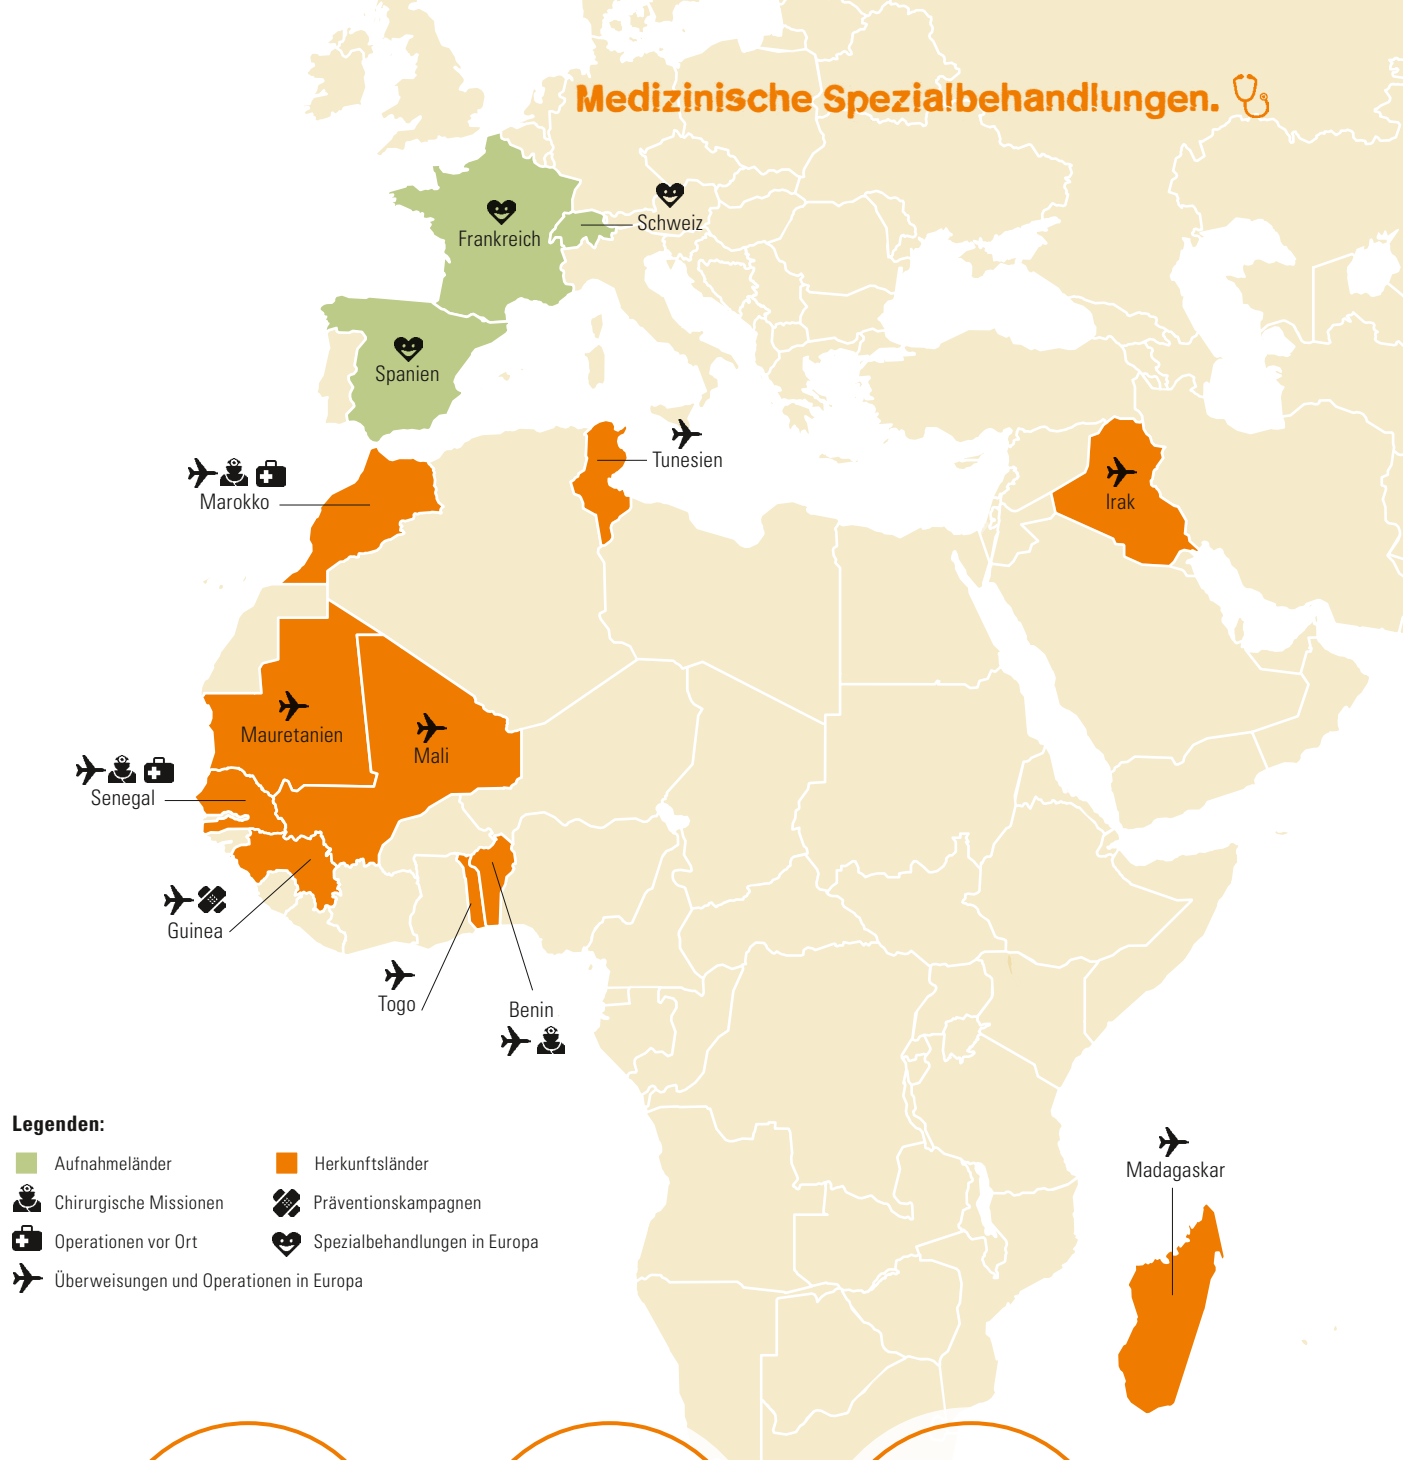 Medizinische Spezialbehandlungen.
Schweiz
Frankreich
Spanien
Tunesien
Marokko
Irak
Mauretanien
Mali
Senegal
Guinea
Togo
Benin
Madagaskar
Legenden:
Aufnahmeländer
Herkunftsländer
Chirurgische Missionen
Präventionskampagnen
Operationen vor Ort
Spezialbehandlungen in Europa
Überweisungen und Operationen in Europa